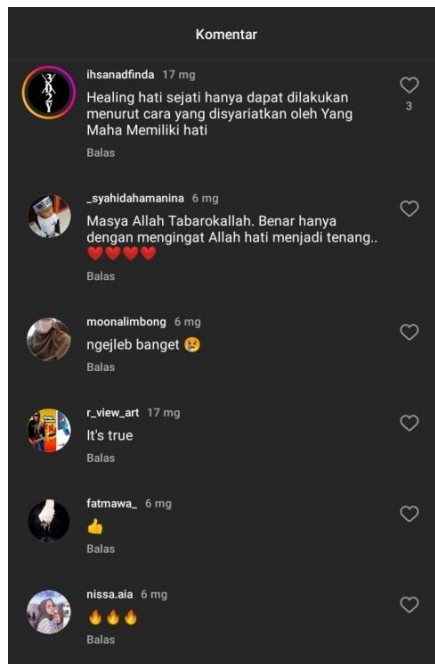 Komentar
ihsanadfinda 17 mg
Healing hati sejati hanya dapat dilakukan
menurut cara yang disyariatkan oleh Yang
Maha Memiliki hati
3
Balas
_syahidahamanina 6 mg
Masya Allah Tabarokallah. Benar hanya
dengan mengingat Allah hati menjadi tenang..
❤️❤️❤️❤️
Balas
moonalimbong 6 mg
ngejleb banget 😢
Balas
r_view_art 17 mg
It's true
Balas
fatmawa_ 6 mg
👍
Balas
nissa.aia 6 mg
🔥🔥🔥
Balas